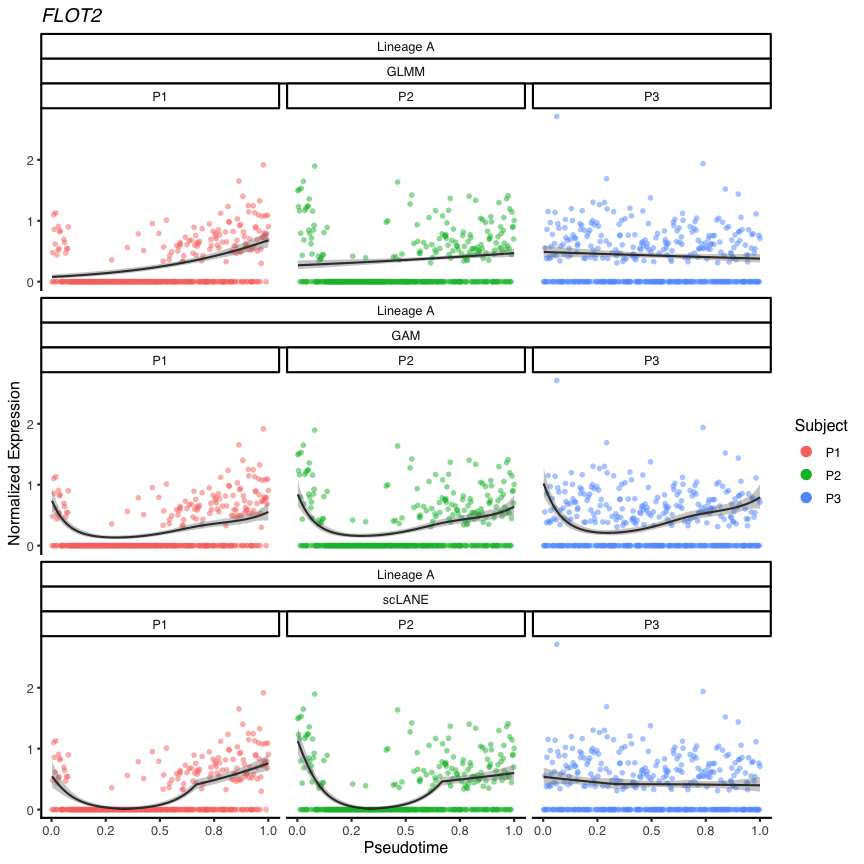 FLOT2
Lineage A
GLMM
P1 P2 P3
2
1
0
Lineage A
GAM
P1 P2 P3
2
1
0
Normalized Expression
Lineage A
scLANE
P1 P2 P3
2
1
0
0.0 0.2 0.5 0.8 1.0 0.0 0.2 0.5 0.8 1.0 0.0 0.2 0.5 0.8 1.0
Pseudotime
Subject
P1
P2
P3